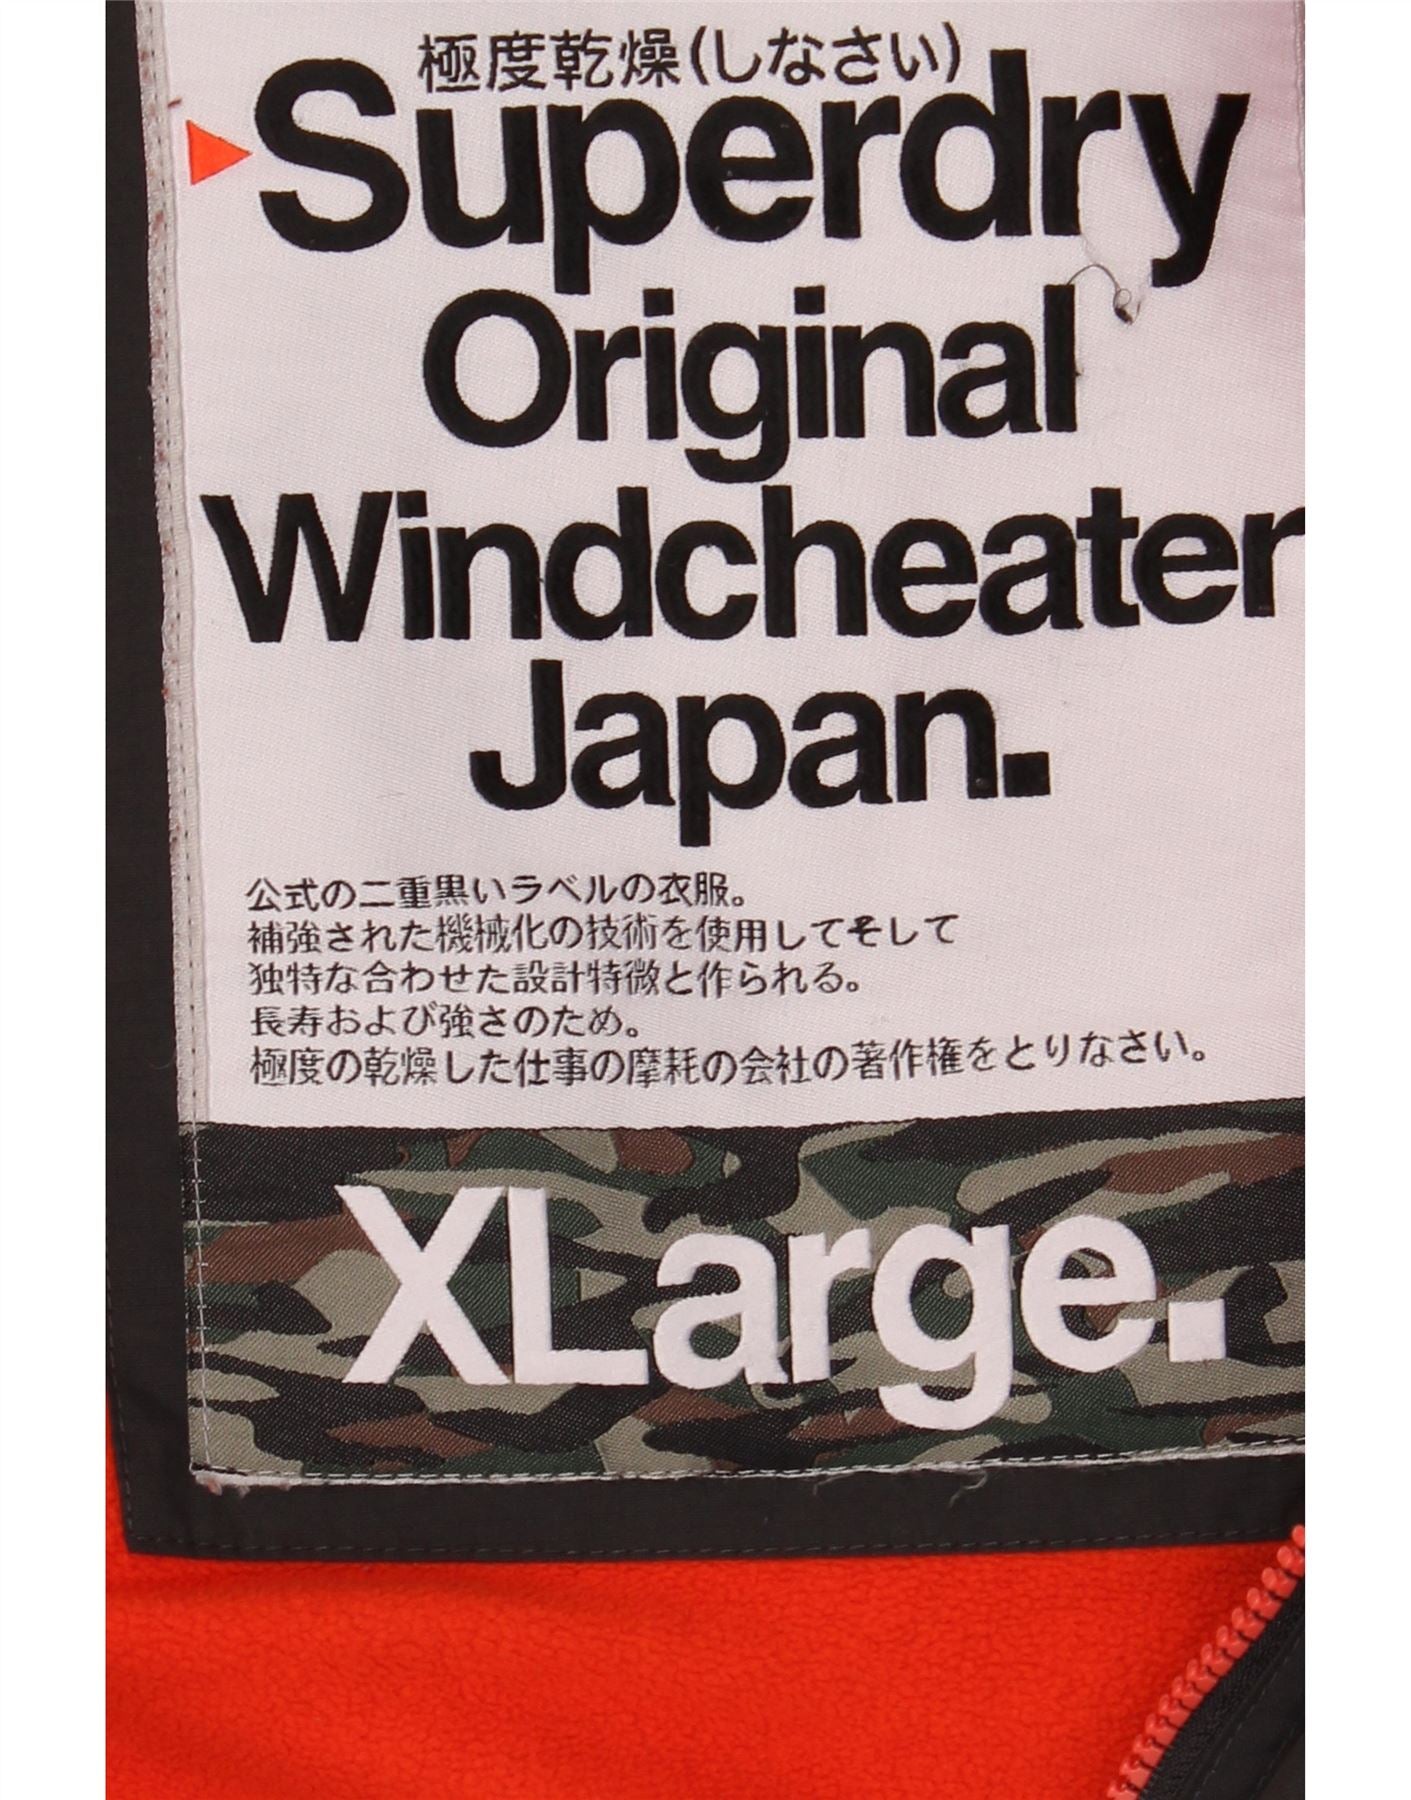 極度乾燥(しなさい)
Superdry
Original
Windcheater
Japan.
公式の二重黒いラベルの衣服。
補強された機械化の技術を使用してそして
独特な合わせた設計特微と作られる。
長寿および強さのため。
極度の乾燥した仕事の摩耗の会社の著作権をとりなさい。
XLarge.